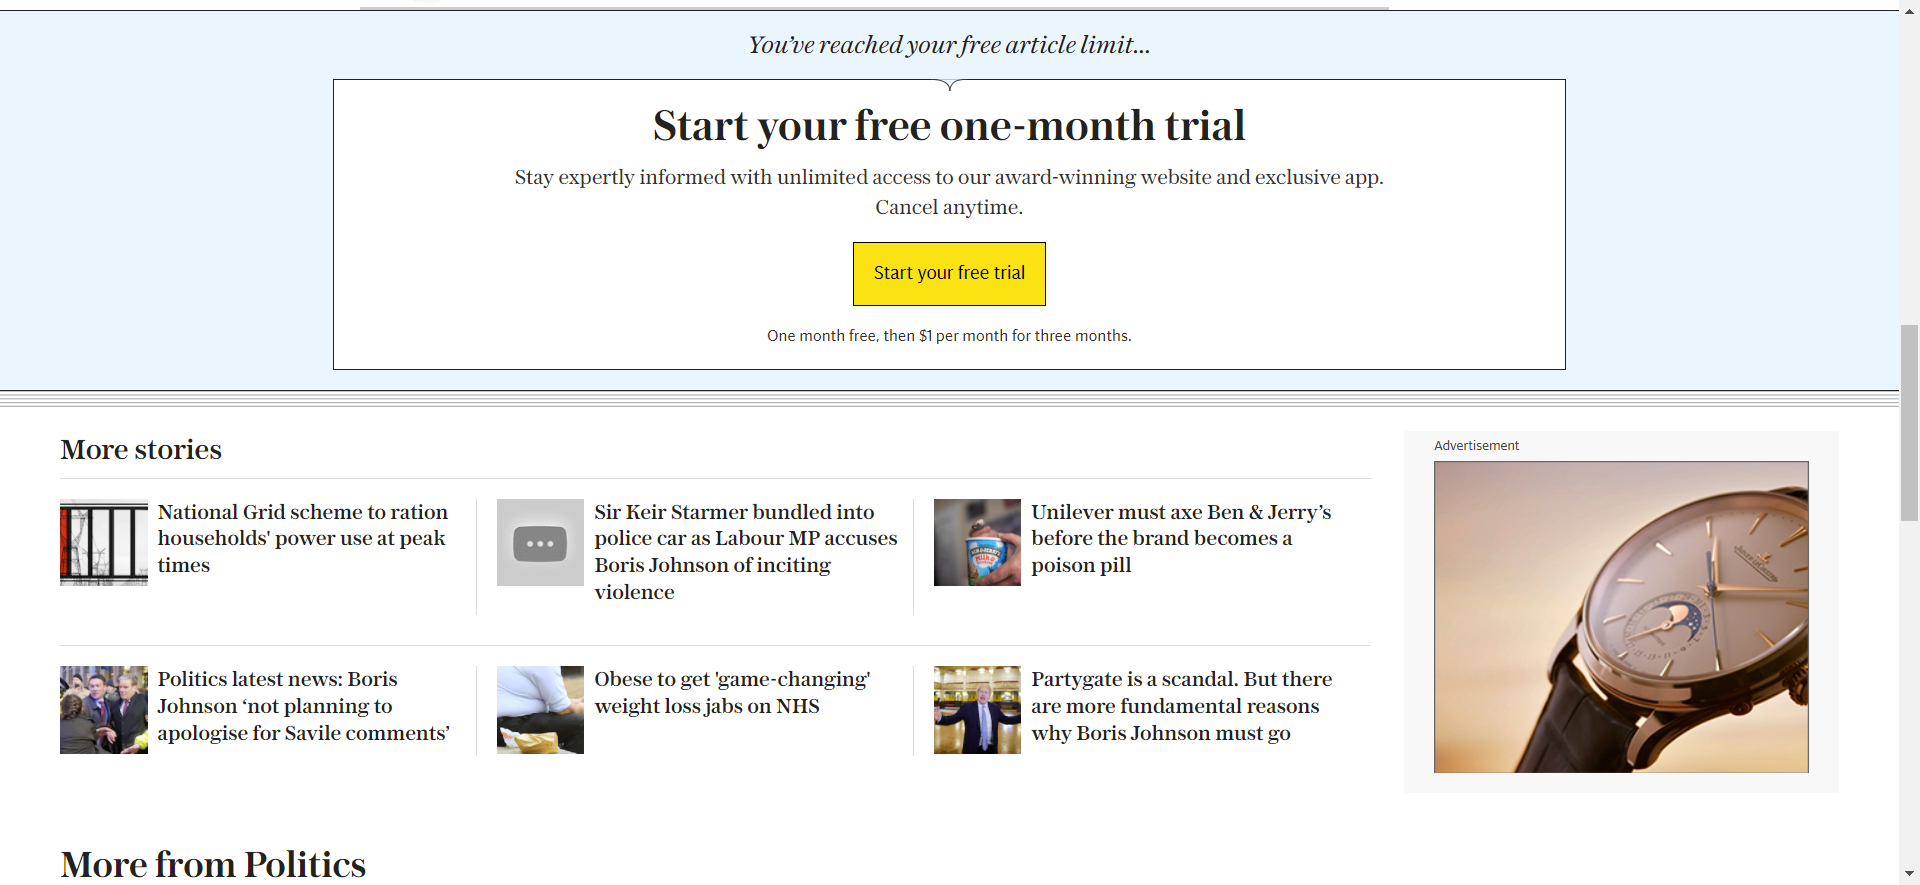 You’ve reached your free article limit...
Start your free one-month trial
Stay expertly informed with unlimited access to our award-winning website and exclusive app.
Cancel anytime.
Start your free trial
One month free, then $1 per month for three months.
More stories
Advertisement
National Grid scheme to ration
households' power use at peak
times
Sir Keir Starmer bundled into
police car as Labour MP accuses
Boris Johnson of inciting
violence
Unilever must axe Ben & Jerry’s
before the brand becomes a
poison pill
Politics latest news: Boris
Johnson ‘not planning to
apologise for Savile comments’
Obese to get 'game-changing'
weight loss jabs on NHS
Partygate is a scandal. But there
are more fundamental reasons
why Boris Johnson must go
More from Politics